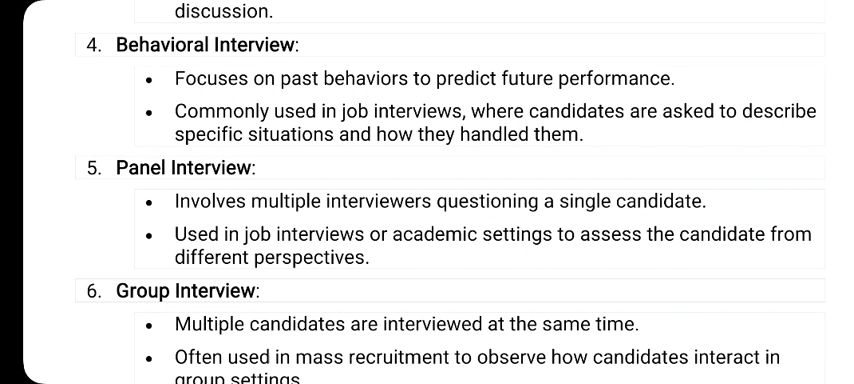 discussion.
4. Behavioral Interview:
• Focuses on past behaviors to predict future performance.
• Commonly used in job interviews, where candidates are asked to describe
specific situations and how they handled them.
5. Panel Interview:
• Involves multiple interviewers questioning a single candidate.
• Used in job interviews or academic settings to assess the candidate from
different perspectives.
6. Group Interview:
• Multiple candidates are interviewed at the same time.
• Often used in mass recruitment to observe how candidates interact in
group settings.